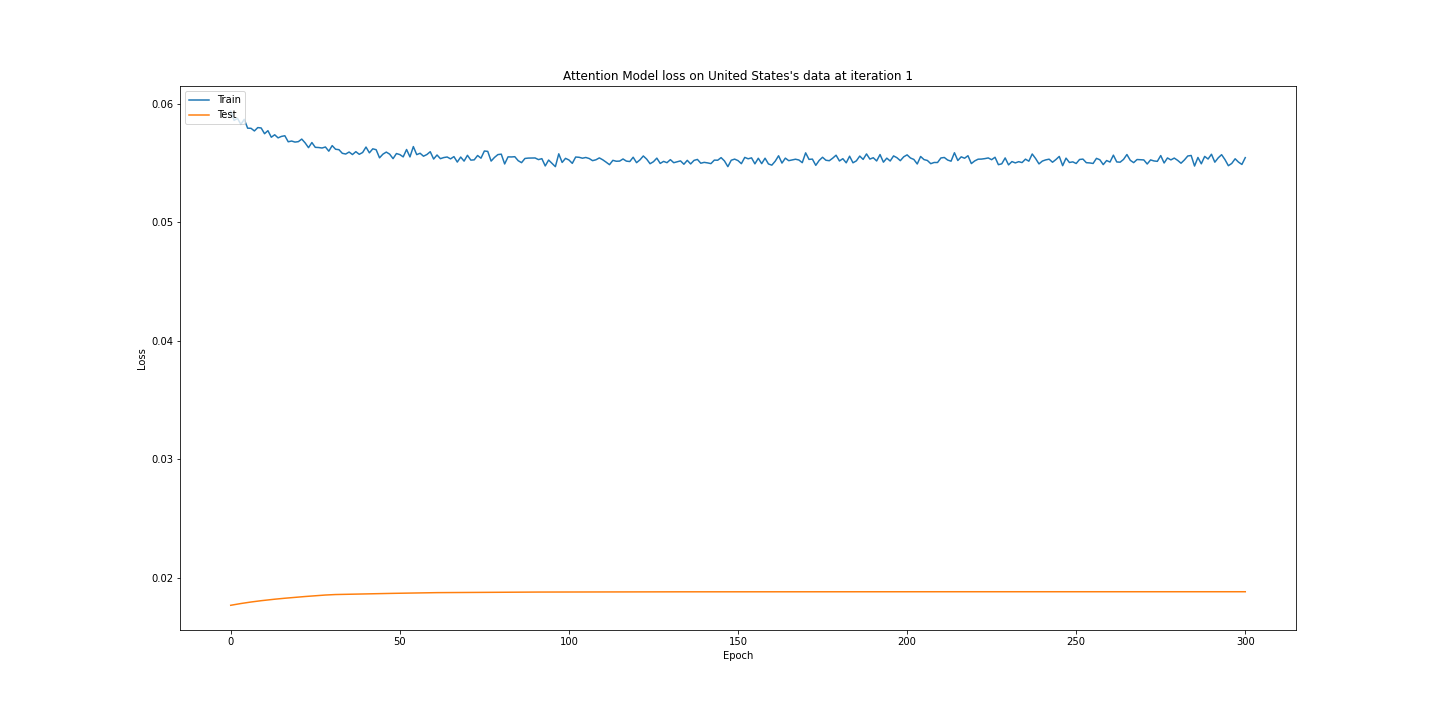 Attention Model loss on United States's data at iteration 1
Train
Test
0.06
0.05
0.04
0.03
0.02
Loss
0
50
100
150
200
250
300
Epoch